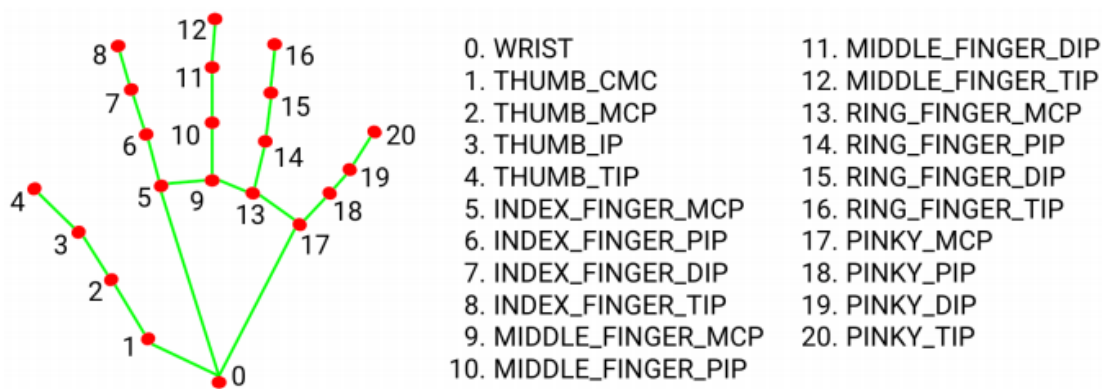 12
8
16
11
7
15
20
6
10
14
4
5
9
19
13
18
3
17
2
1
0
0. WRIST
1. THUMB_CMC
2. THUMB_MCP
3. THUMB_IP
4. THUMB_TIP
5. INDEX_FINGER_MCP
6. INDEX_FINGER_PIP
7. INDEX_FINGER_DIP
8. INDEX_FINGER_TIP
9. MIDDLE_FINGER_MCP
10. MIDDLE_FINGER_PIP
11. MIDDLE_FINGER_DIP
12. MIDDLE_FINGER_TIP
13. RING_FINGER_MCP
14. RING_FINGER_PIP
15. RING_FINGER_DIP
16. RING_FINGER_TIP
17. PINKY_MCP
18. PINKY_PIP
19. PINKY_DIP
20. PINKY_TIP